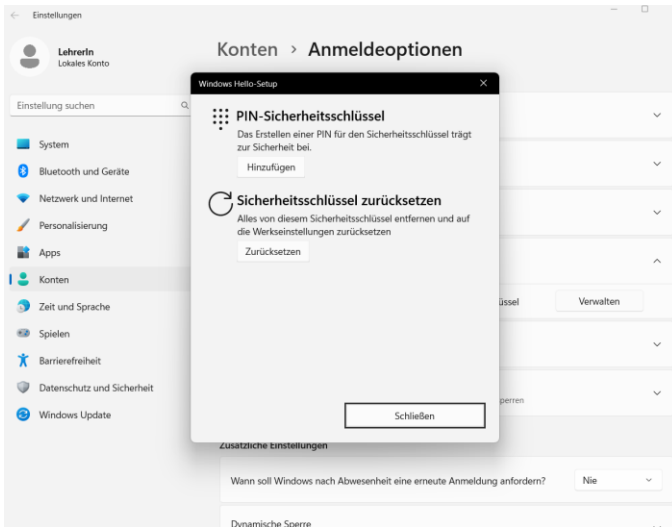 Einstellungen
LehrerIn
Lokales Konto
Einstellung suchen
System
Bluetooth und Geräte
Netzwerk und Internet
Personalisierung
Apps
Konten
Zeit und Sprache
Spielen
Barrierefreiheit
Datenschutz und Sicherheit
Windows Update
Konten > Anmeldeoptionen
Windows Hello-Setup
PIN-Sicherheitsschlüssel
Das Erstellen einer PIN für den Sicherheitsschlüssel trägt
zur Sicherheit bei.
Hinzufügen
Sicherheitsschlüssel zurücksetzen
Alles von diesem Sicherheitsschlüssel entfernen und auf
die Werkseinstellungen zurücksetzen
Zurücksetzen
Schließen
üssel
Verwalten
perren
Zusätzliche Einstellungen
Wann soll Windows nach Abwesenheit eine erneute Anmeldung anfordern?
Nie
Dynamische Sperre